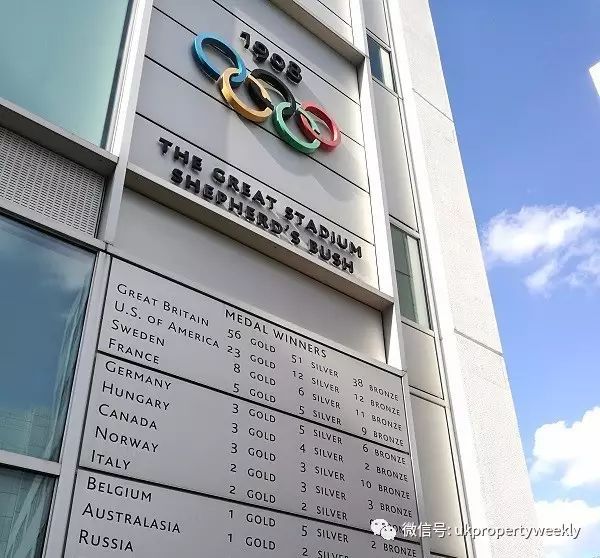 1908
THE GREAT STADIUM
SHEPHERD'S BUSH
MEDAL WINNERS
GREAT BRITAIN 56 GOLD 51 SILVER 38 BRONZE
U.S. OF AMERICA 23 GOLD 12 SILVER 12 BRONZE
SWEDEN 8 GOLD 6 SILVER 11 BRONZE
FRANCE 5 GOLD 5 SILVER 9 BRONZE
GERMANY 3 GOLD 5 SILVER 6 BRONZE
HUNGARY 3 GOLD 4 SILVER 2 BRONZE
CANADA 3 GOLD 3 SILVER 10 BRONZE
NORWAY 2 GOLD 3 SILVER 3 BRONZE
ITALY 2 GOLD 2 SILVER
BELGIUM 1 GOLD 5 SILVER 2 BRONZE
AUSTRALASIA 1 GOLD
RUSSIA
微信号: ukpropertyweekly